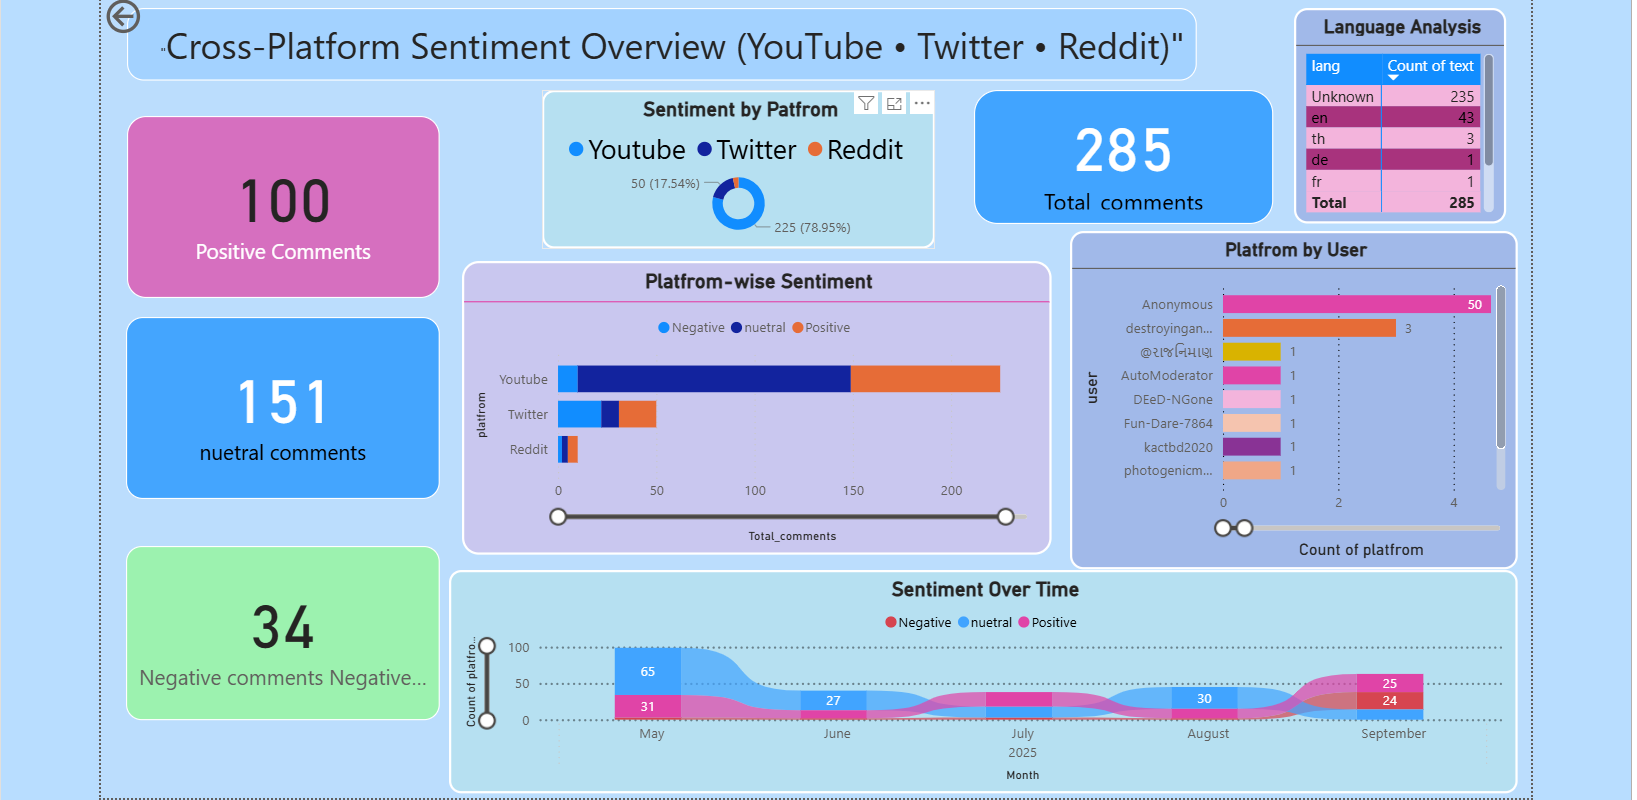 "Cross-Platform Sentiment Overview (YouTube • Twitter • Reddit)"
Language Analysis
lang Count of text
Unknown 235
en 43
th 3
de 1
fr 1
Total 285
100
Positive Comments
Sentiment by Patfrom
Youtube Twitter Reddit
50 (17.54%)
225 (78.95%)
285
Total comments
151
nuetral comments
34
Negative comments Negative...
Platfrom-wise Sentiment
Negative nuetral Positive
platfrom
Youtube
Twitter
Reddit
0 50 100 150 200
Total_comments
Platfrom by User
user
Anonymous 50
destroyingan... 3
@રાજનિમાણ 1
AutoModerator 1
DEeD-NGone 1
Fun-Dare-7864 1
kactbd2020 1
photogenicm... 1
0 2 4
Count of platfrom
Sentiment Over Time
Negative nuetral Positive
Count of platfro...
100
50
0
65
31
27
30
25
24
May June July August September
2025
Month